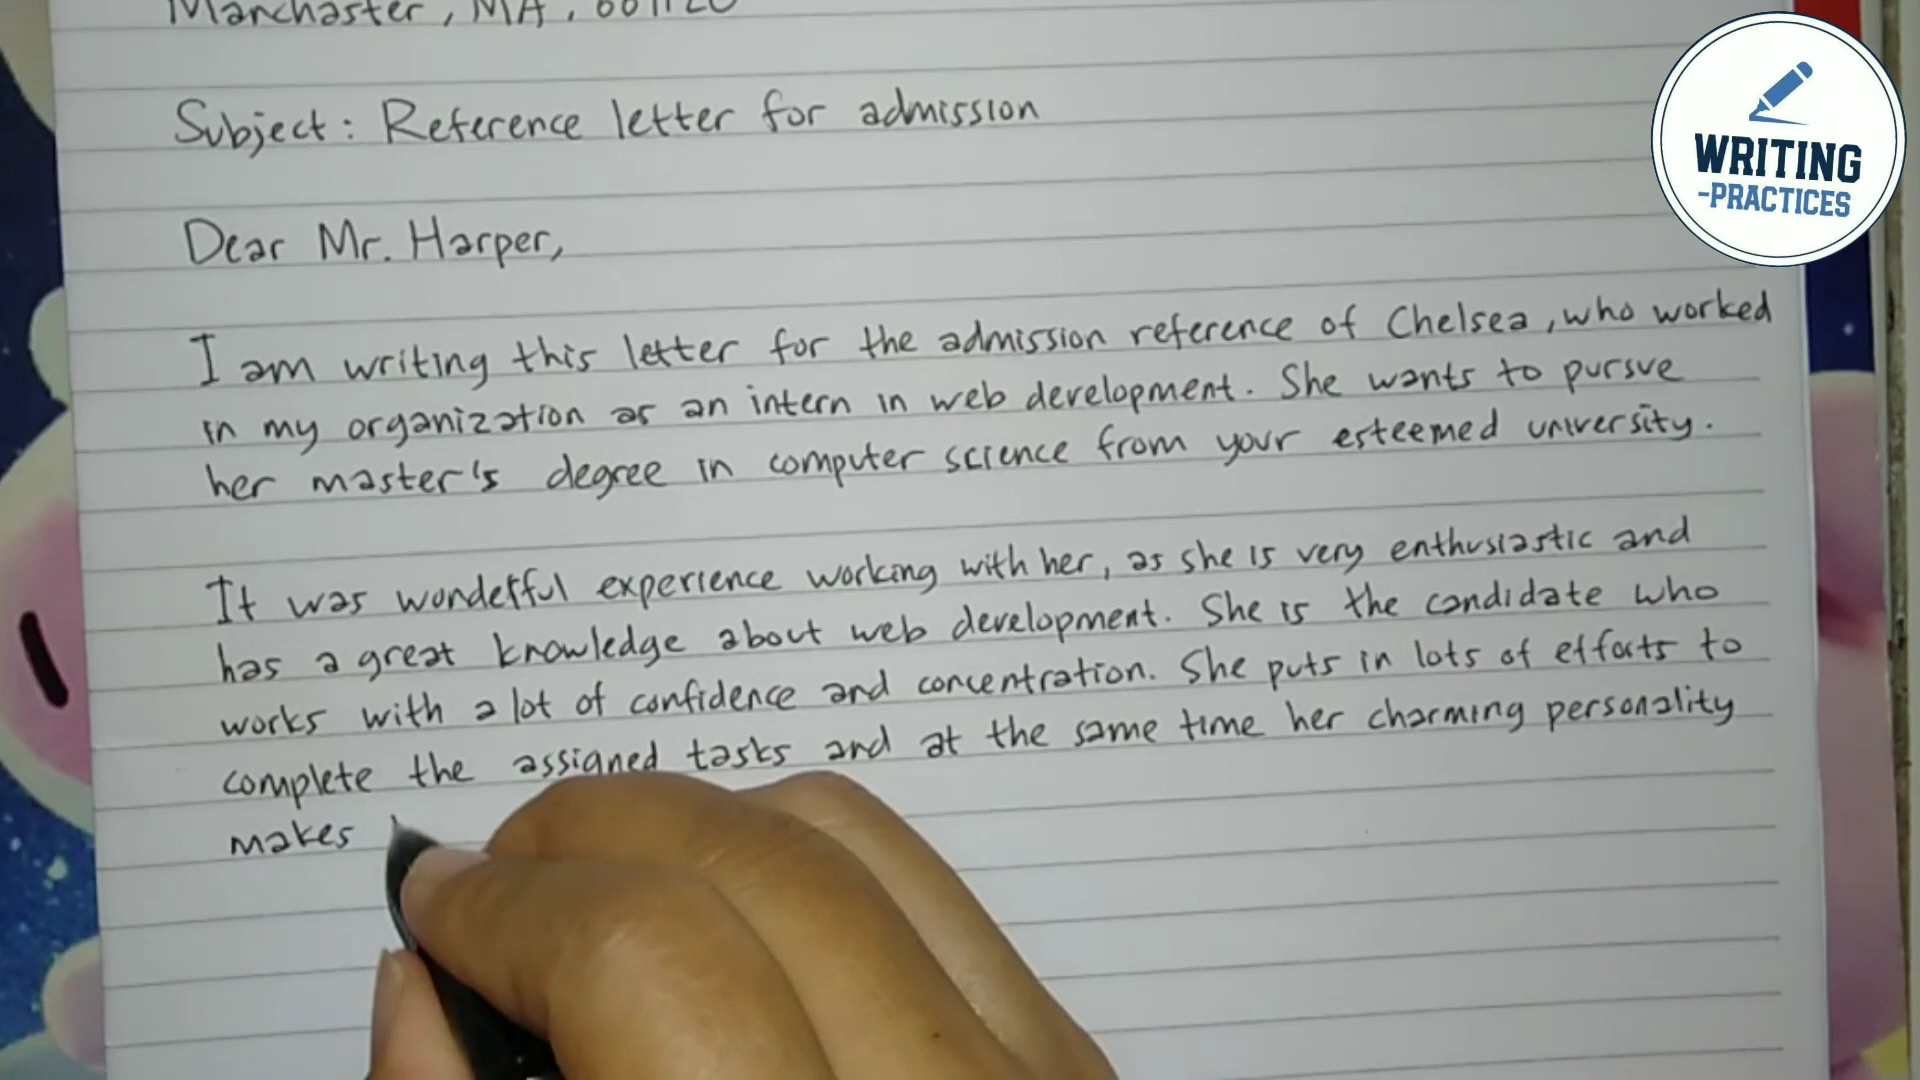 Manchaster, MA,
Subject: Reference letter for admission
Dear Mr. Harper,
I am writing this letter for the admission reference of Chelsea, who worked
in my organization as an intern in web development. She wants to pursue
her master's degree in computer science from your esteemed university.
It was wonderful experience working with her, as she is very enthusiastic and
has a great knowledge about web development. She is the candidate who
works with a lot of confidence and concentration. She puts in lots of efforts to
complete the assigned tasks and at the same time her charming personality
makes
WRITING
-PRACTICES